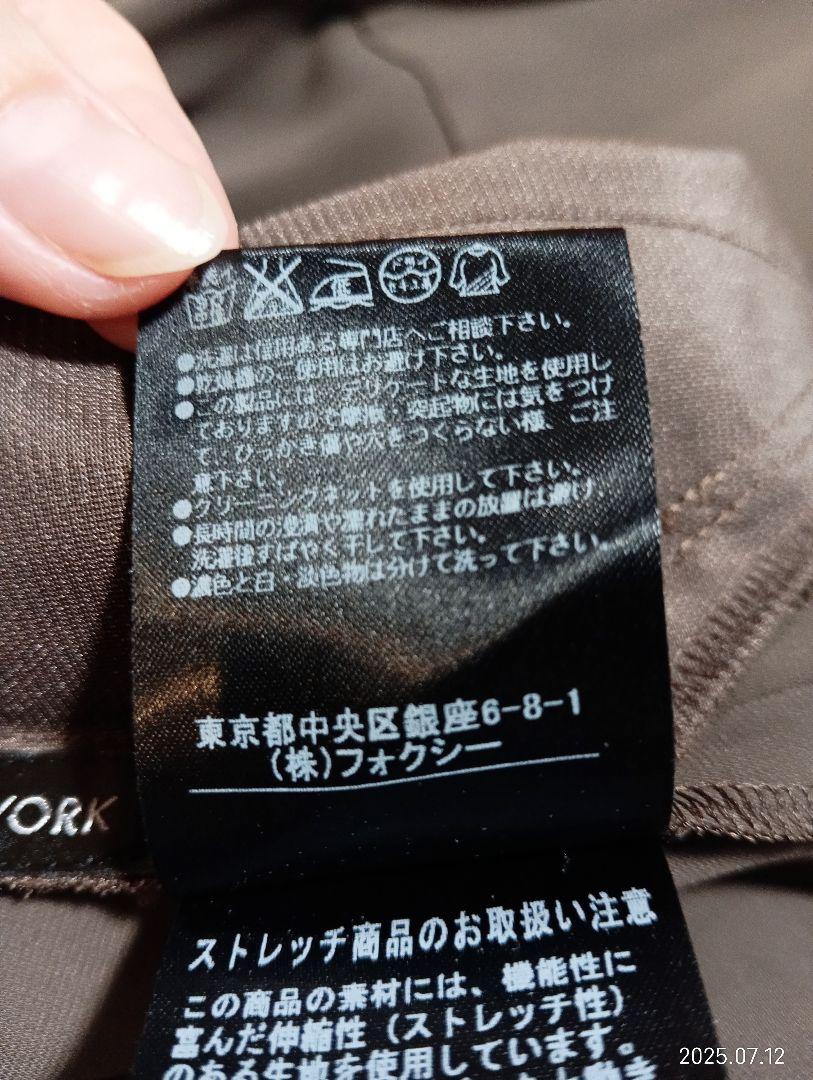 ●洗濯は信用ある専門店へご相談下さい。
●乾燥機のご使用はお避け下さい。
●この製品には、デリケートな生地を使用し
ておりますので摩擦、突起物には気をつけ
て、ひっかき傷や穴をつくらない様、ご注
意下さい。
●クリーニングネットを使用して下さい。
●長時間の浸漬や濡れたままの放置は避け、
洗濯後すばやく干して下さい。
●濃色と白・淡色物は分けて洗って下さい。
東京都中央区銀座6-8-1
(株)フォクシー
YORK
ストレッチ商品のお取扱い注意
この商品の素材には、機能性に
富んだ伸縮性（ストレッチ性）
のある生地を使用しています。
2025.07.12